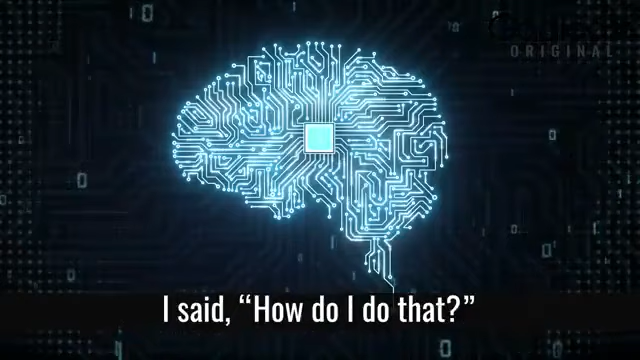 ORIGINAL
I said, “How do I do that?”